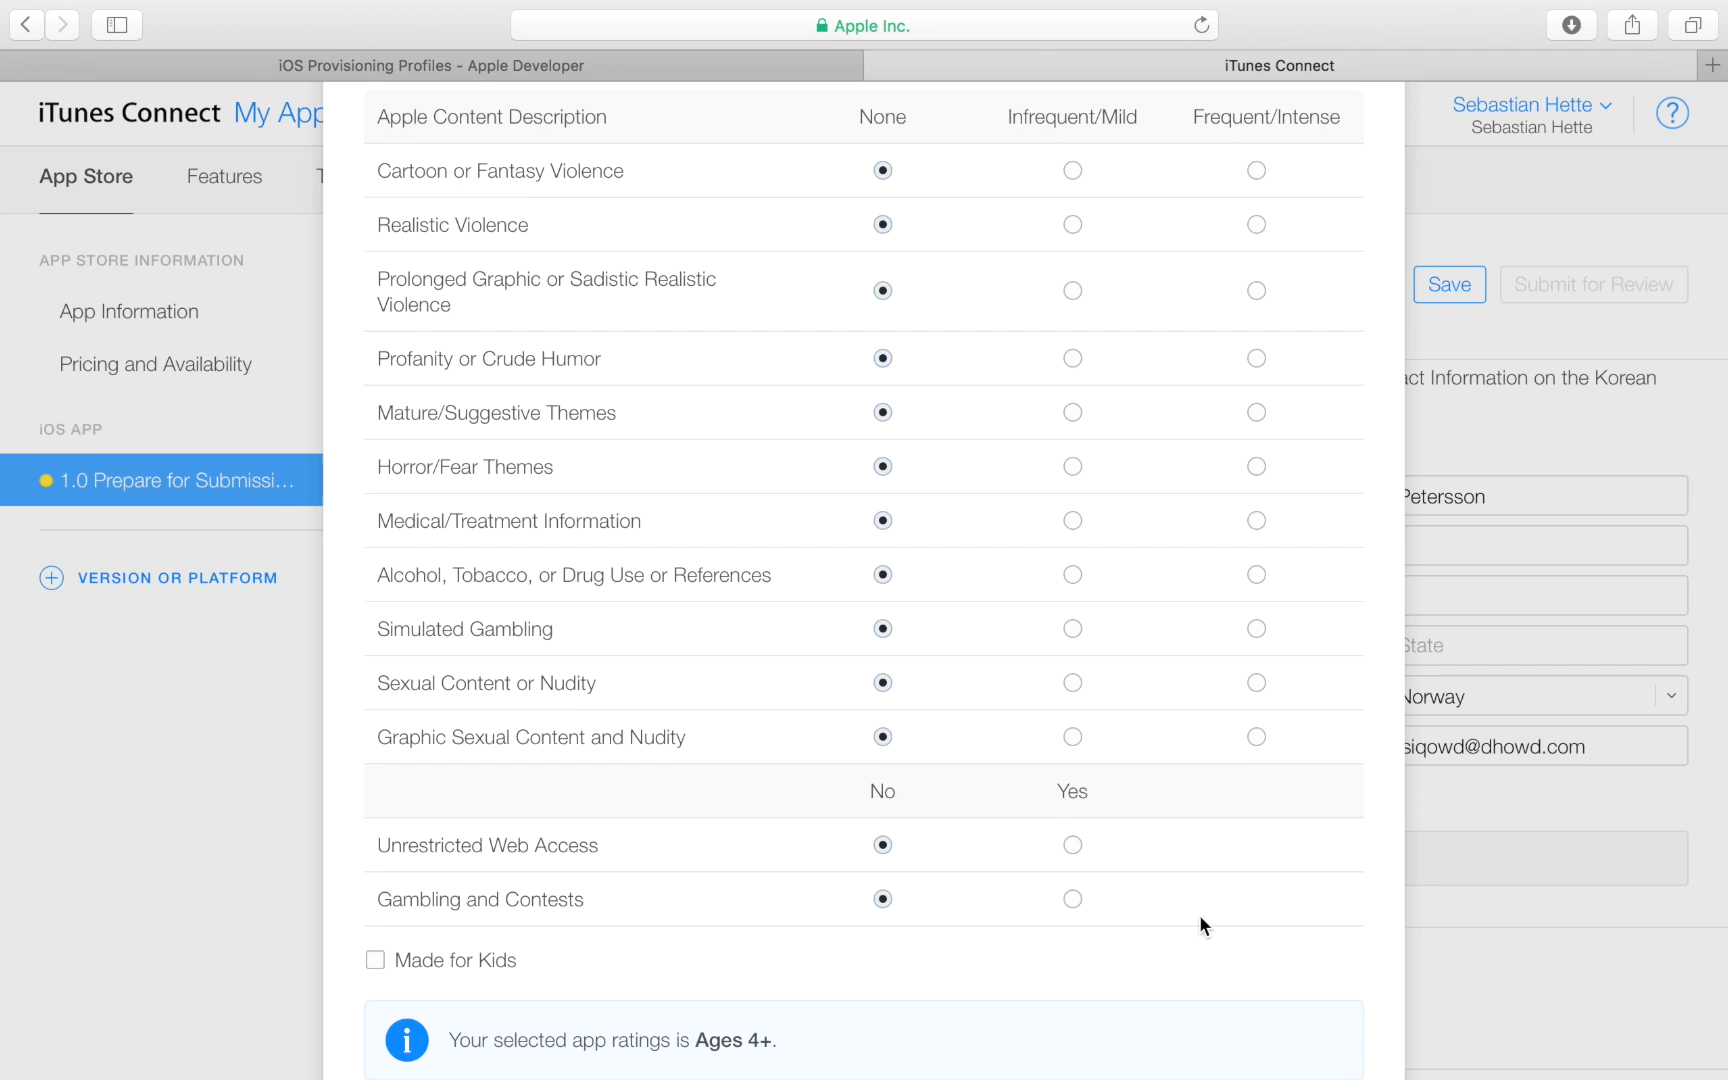 Apple Inc.
iOS Provisioning Profiles - Apple Developer
iTunes Connect
iTunes Connect My App
Sebastian Hette
Sebastian Hette
?
App Store
Features
APP STORE INFORMATION
App Information
Pricing and Availability
iOS APP
1.0 Prepare for Submissi...
VERSION OR PLATFORM
Apple Content Description None Infrequent/Mild Frequent/Intense
Cartoon or Fantasy Violence
Realistic Violence
Prolonged Graphic or Sadistic Realistic
Violence
Profanity or Crude Humor
Mature/Suggestive Themes
Horror/Fear Themes
Medical/Treatment Information
Alcohol, Tobacco, or Drug Use or References
Simulated Gambling
Sexual Content or Nudity
Graphic Sexual Content and Nudity
No Yes
Unrestricted Web Access
Gambling and Contests
Made for Kids
Your selected app ratings is Ages 4+.
Save
Submit for Review
act Information on the Korean
Petersson
State
Norway
siqowd@dhowd.com